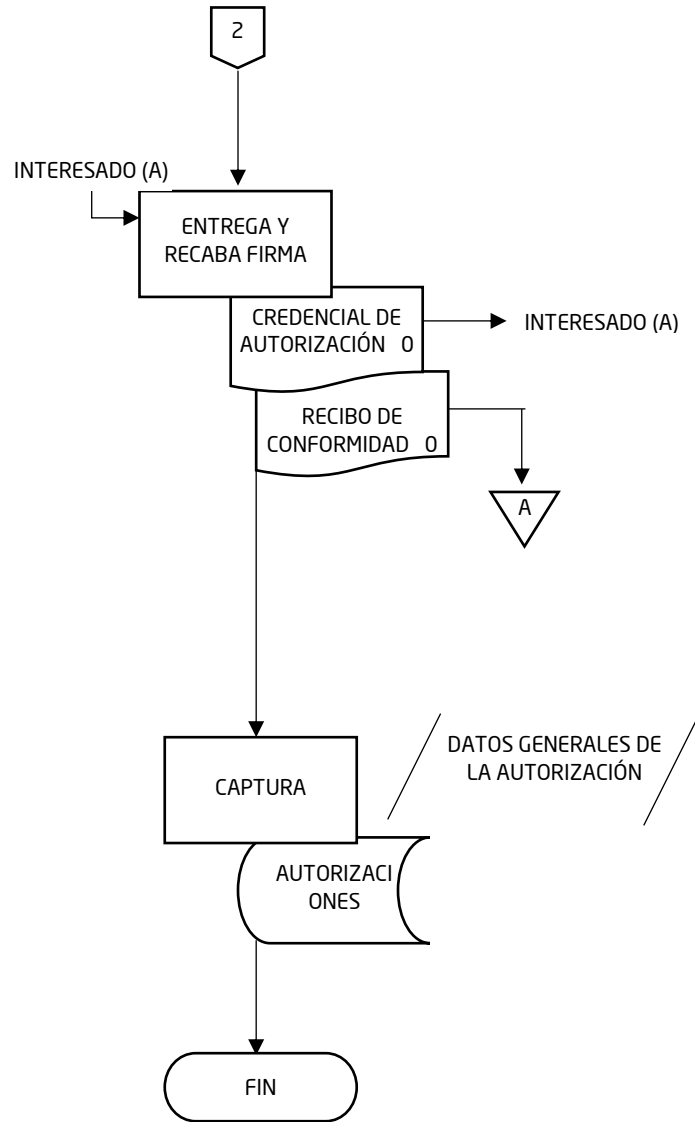 2
INTERESADO (A)
ENTREGA Y
RECABA FIRMA
CREDENCIAL DE
AUTORIZACIÓN 0
INTERESADO (A)
RECIBO DE
CONFORMIDAD 0
A
DATOS GENERALES DE
LA AUTORIZACIÓN
CAPTURA
AUTORIZACI
ONES
FIN